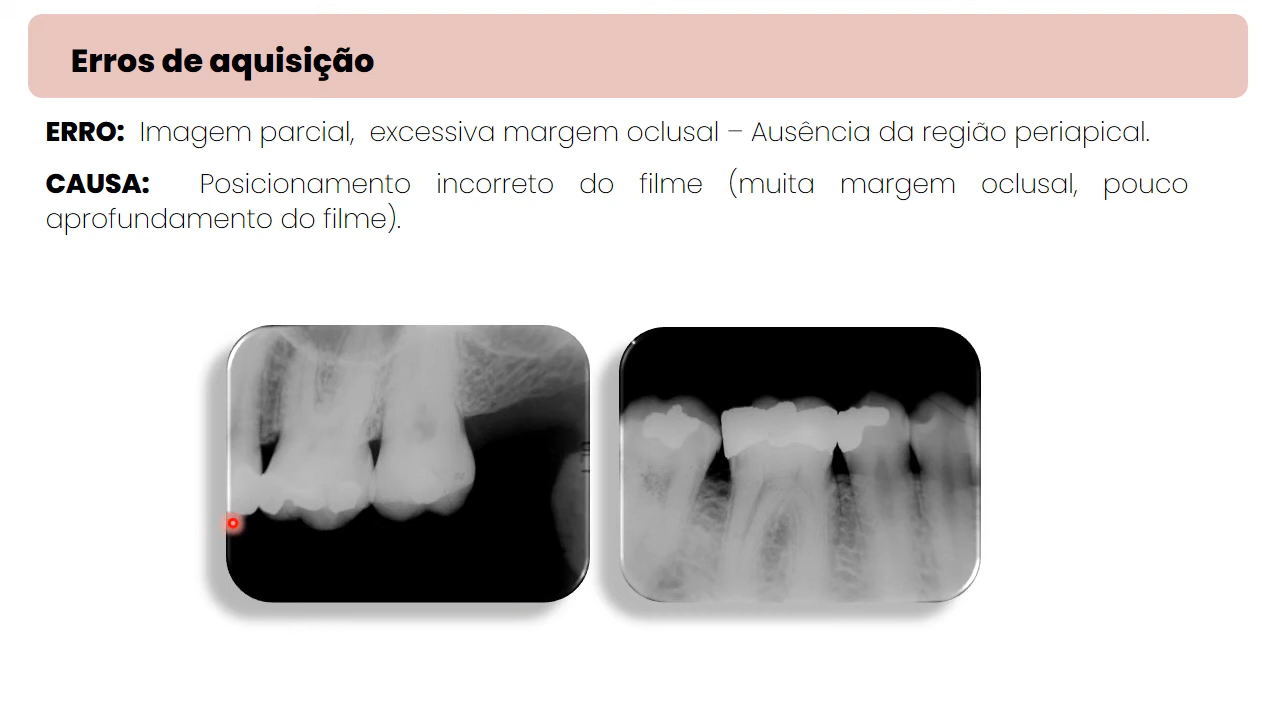 Erros de aquisição
ERRO: Imagem parcial, excessiva margem oclusal – Ausência da região periapical.
CAUSA: Posicionamento incorreto do filme (muita margem oclusal, pouco
aprofundamento do filme).